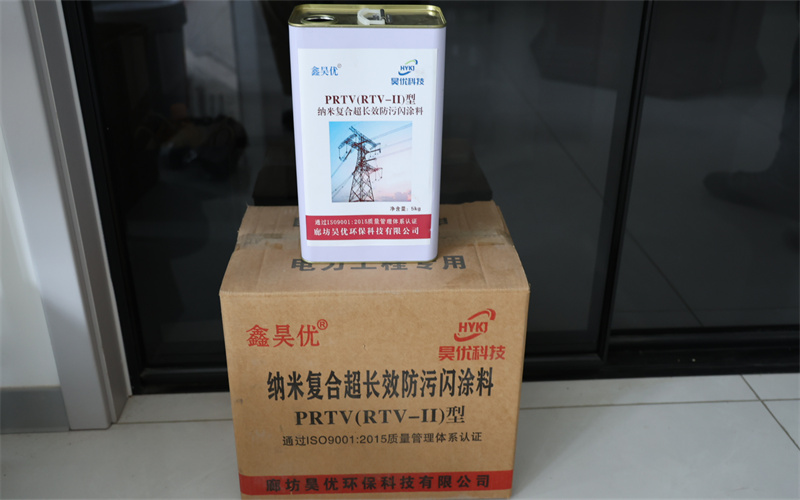 鑫昊优®
HYKJ
昊优科技
PRTV(RTV-II)型
纳米复合超长效防污闪涂料
净含量：5kg
通过ISO9001:2015质量管理体系认证
廊坊昊优环保科技有限公司
电力工程专用
鑫昊优®
HYKJ
昊优科技
纳米复合超长效防污闪涂料
PRTV(RTV-II)型
通过ISO9001:2015质量管理体系认证
廊坊昊优环保科技有限公司